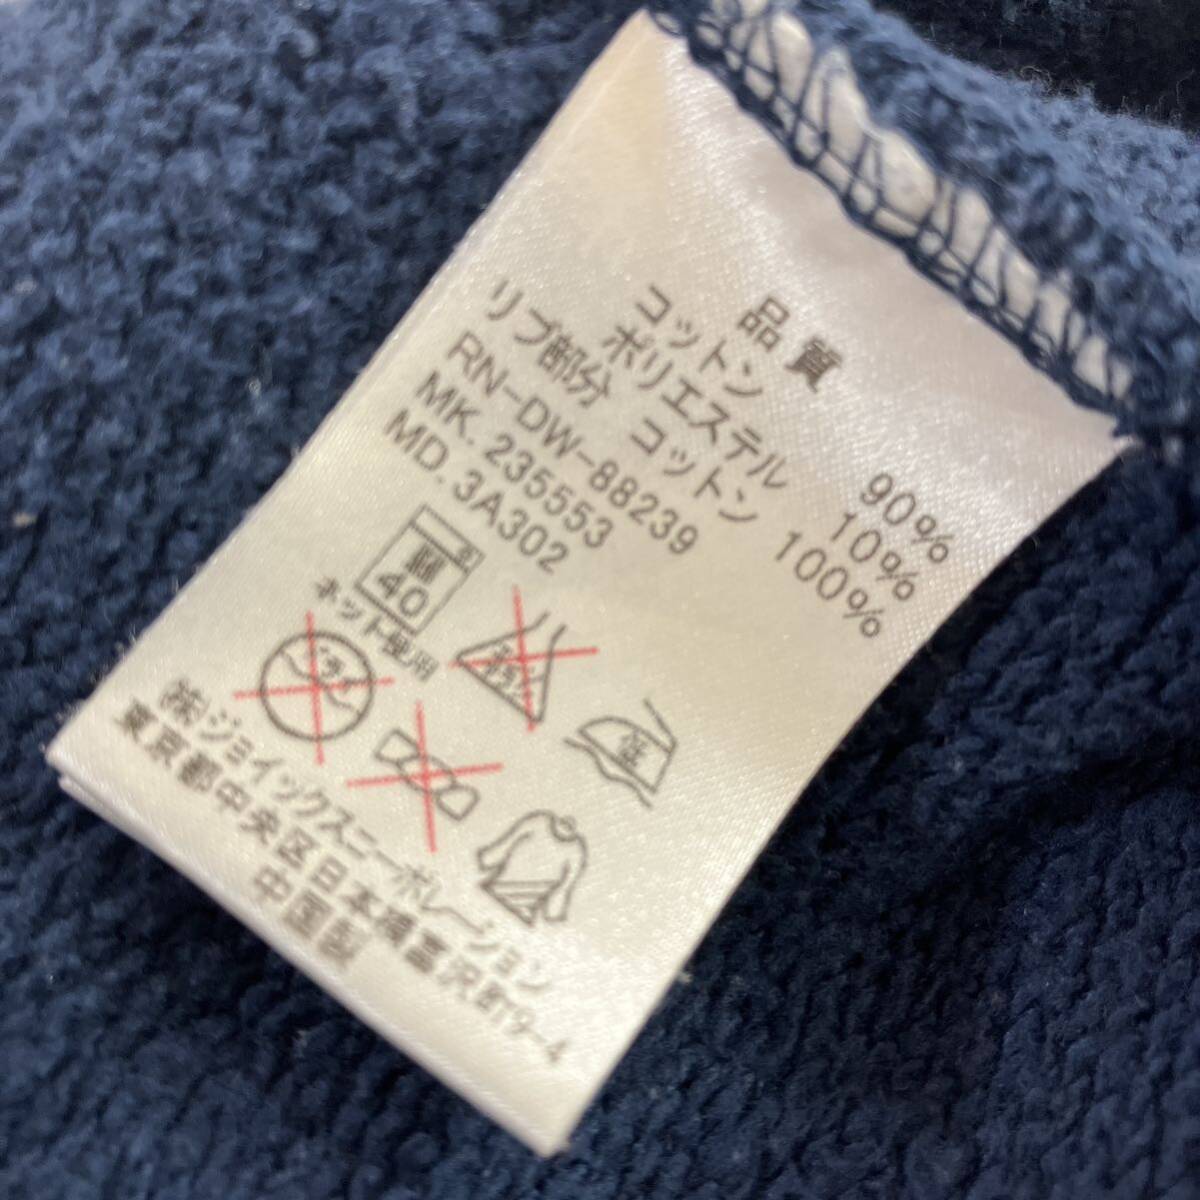 品質
コットン 90%
ポリエステル 10%
リブ部分 コットン 100%
RN-DW-88239
MK. 235553
MD. 3A302
40
ネット使用
低
㈱ジョイックスコーポレーション
東京都中央区日本橋富沢町9-4
中国製